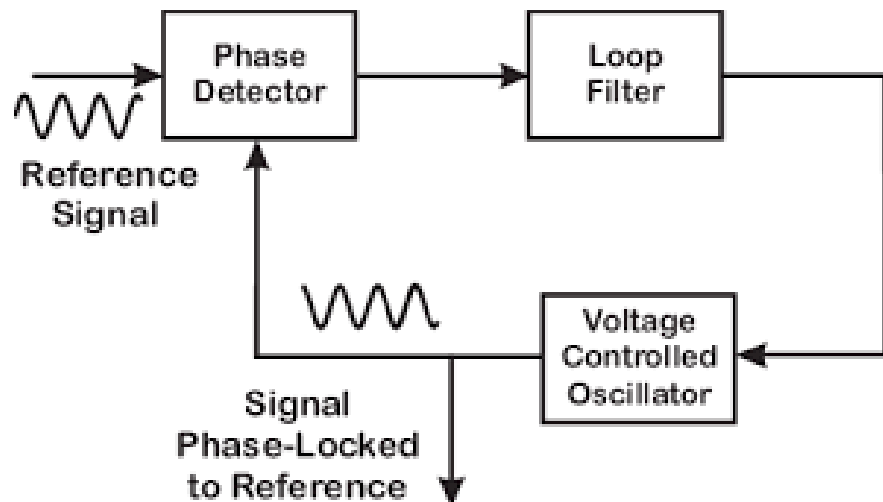 Phase
Detector
Loop
Filter
Reference
Signal
Voltage
Controlled
Oscillator
Signal
Phase-Locked
to Reference